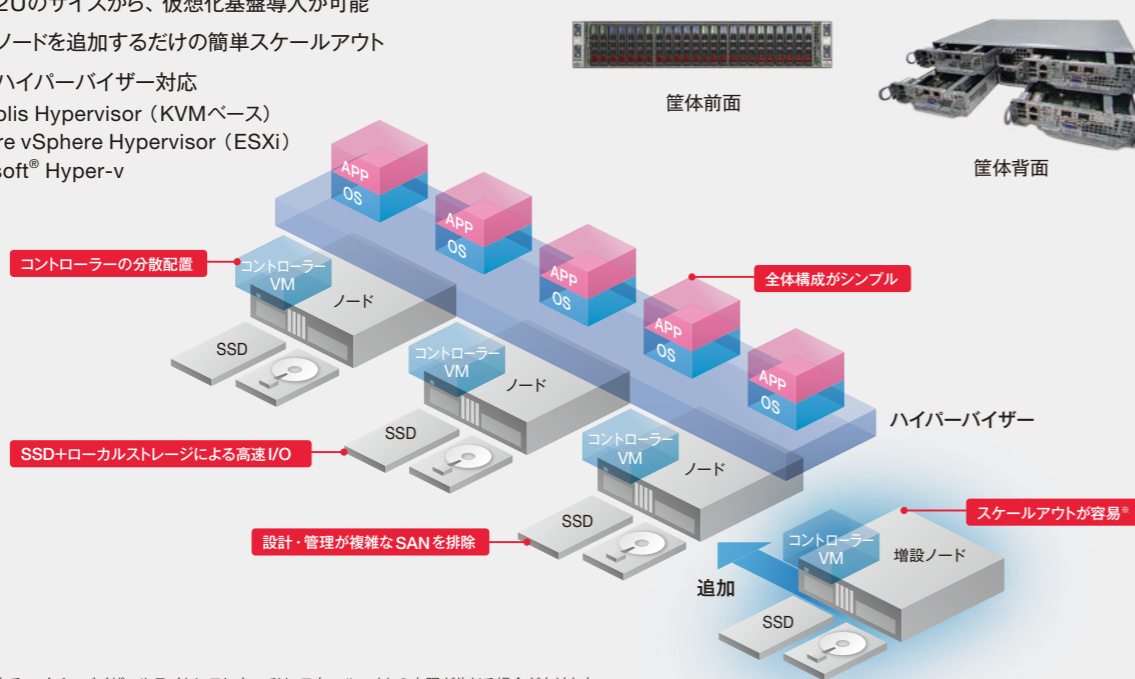 2Uのサイズから、仮想化基盤導入が可能
ノードを追加するだけの簡単スケールアウト
ハイパーバイザー対応
olis Hypervisor（KVMベース）
re vSphere Hypervisor（ESXi）
soft® Hyper-v
筐体前面
筐体背面
APP
OS
APP
OS
APP
OS
APP
OS
APP
OS
コントローラーの分散配置
コントローラー
VM
ノード
全体構成がシンプル
SSD
コントローラー
VM
ノード
ハイパーバイザー
SSD
SSD+ローカルストレージによる高速I/O
コントローラー
VM
ノード
スケールアウトが容易※
SSD
設計・管理が複雑なSANを排除
コントローラー
VM
増設ノード
追加
SSD